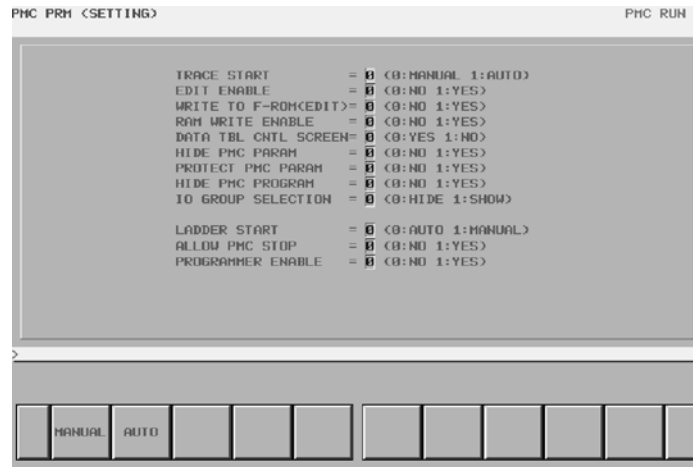 PMC PRM (SETTING) PMC RUN
TRACE START = 0 (0:MANUAL 1:AUTO)
EDIT ENABLE = 0 (0:NO 1:YES)
WRITE TO F-ROM(EDIT)= 0 (0:NO 1:YES)
RAM WRITE ENABLE = 0 (0:NO 1:YES)
DATA TBL CNTL SCREEN= 0 (0:YES 1:NO)
HIDE PMC PARAM = 0 (0:NO 1:YES)
PROTECT PMC PARAM = 0 (0:NO 1:YES)
HIDE PMC PROGRAM = 0 (0:NO 1:YES)
IO GROUP SELECTION = 0 (0:HIDE 1:SHOW)
LADDER START = 0 (0:AUTO 1:MANUAL)
ALLOW PMC STOP = 0 (0:NO 1:YES)
PROGRAMMER ENABLE = 0 (0:NO 1:YES)
>
MANUAL AUTO